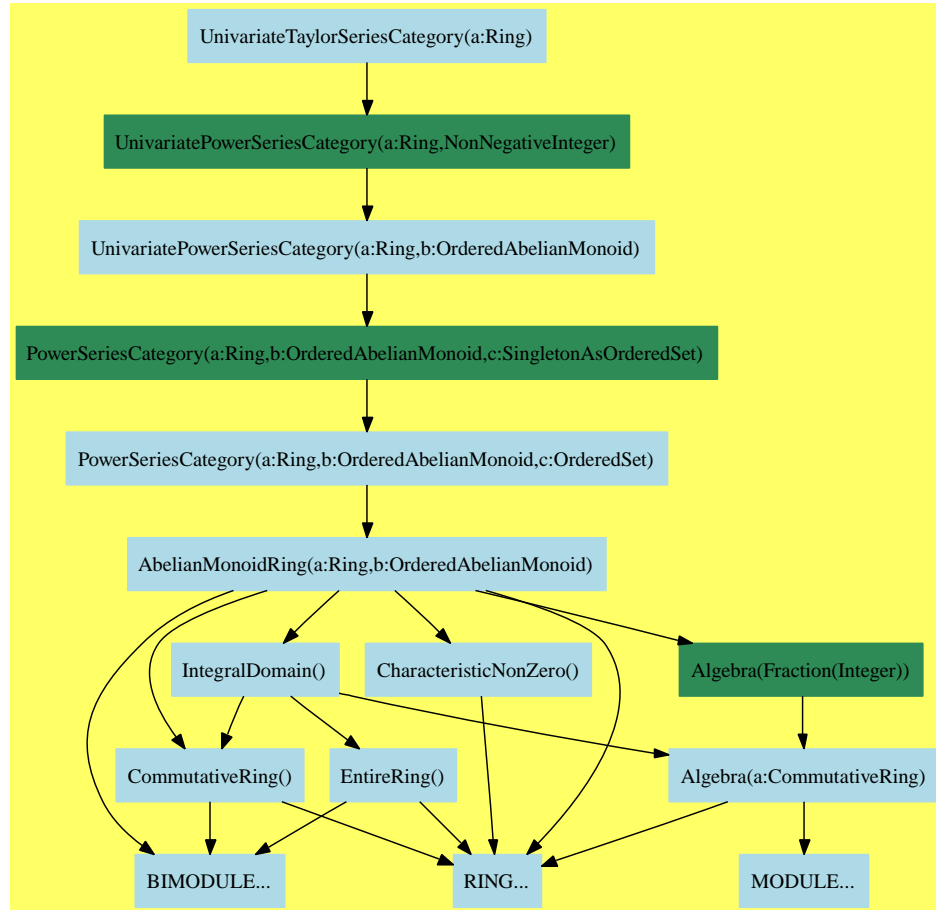 UnivariateTaylorSeriesCategory(a:Ring)
UnivariatePowerSeriesCategory(a:Ring,NonNegativeInteger)
UnivariatePowerSeriesCategory(a:Ring,b:OrderedAbelianMonoid)
PowerSeriesCategory(a:Ring,b:OrderedAbelianMonoid,c:SingletonAsOrderedSet)
PowerSeriesCategory(a:Ring,b:OrderedAbelianMonoid,c:OrderedSet)
AbelianMonoidRing(a:Ring,b:OrderedAbelianMonoid)
IntegralDomain()
CharacteristicNonZero()
Algebra(Fraction(Integer))
CommutativeRing()
EntireRing()
Algebra(a:CommutativeRing)
BIMODULE...
RING...
MODULE...